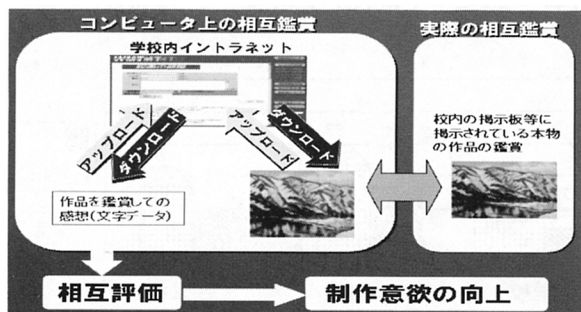 コンピュータ上の相互鑑賞
実際の相互鑑賞
学校内イントラネット
アップロード
ダウンロード
アップロード
ダウンロード
校内の掲示板等に
掲示されている本物
の作品の鑑賞
作品を鑑賞しての
感想(文字データ)
相互評価
制作意欲の向上